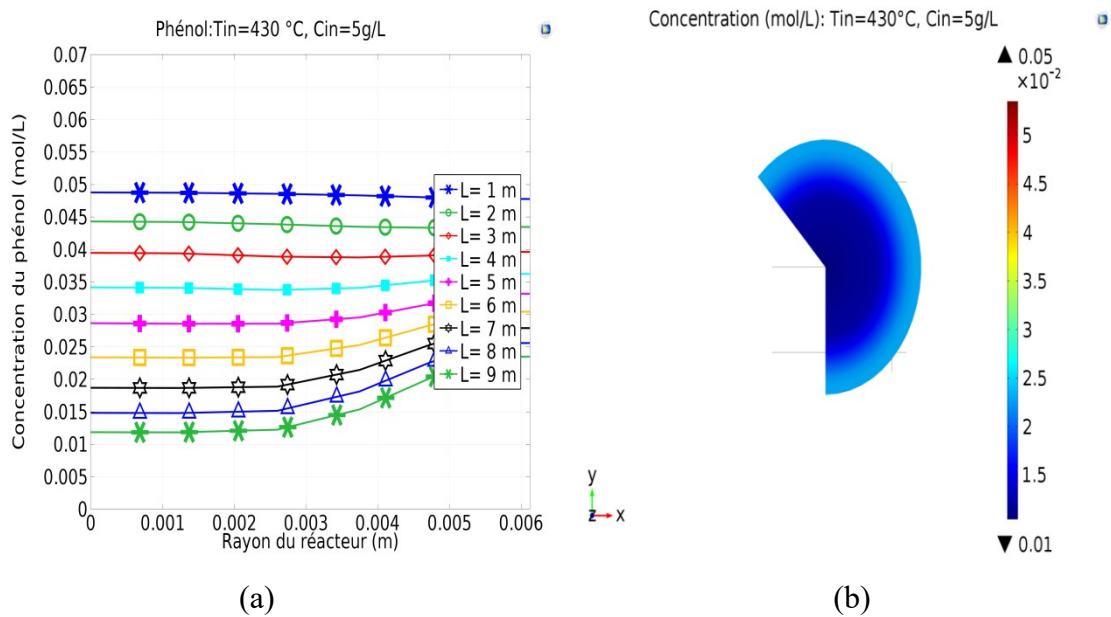 Phénol:Tin=430 °C, Cin=5g/L
Concentration du phénol (mol/L)
0.07
0.065
0.06
0.055
0.05
0.045
0.04
0.035
0.03
0.025
0.02
0.015
0.01
0.005
0
L= 1 m
L= 2 m
L= 3 m
L= 4 m
L= 5 m
L= 6 m
L= 7 m
L= 8 m
L= 9 m
0 0.001 0.002 0.003 0.004 0.005 0.006
Rayon du réacteur (m)
(a)
Concentration (mol/L): Tin=430°C, Cin=5g/L
▲ 0.05
×10⁻²
5
4.5
4
3.5
3
2.5
2
1.5
▼ 0.01
y
z x
(b)